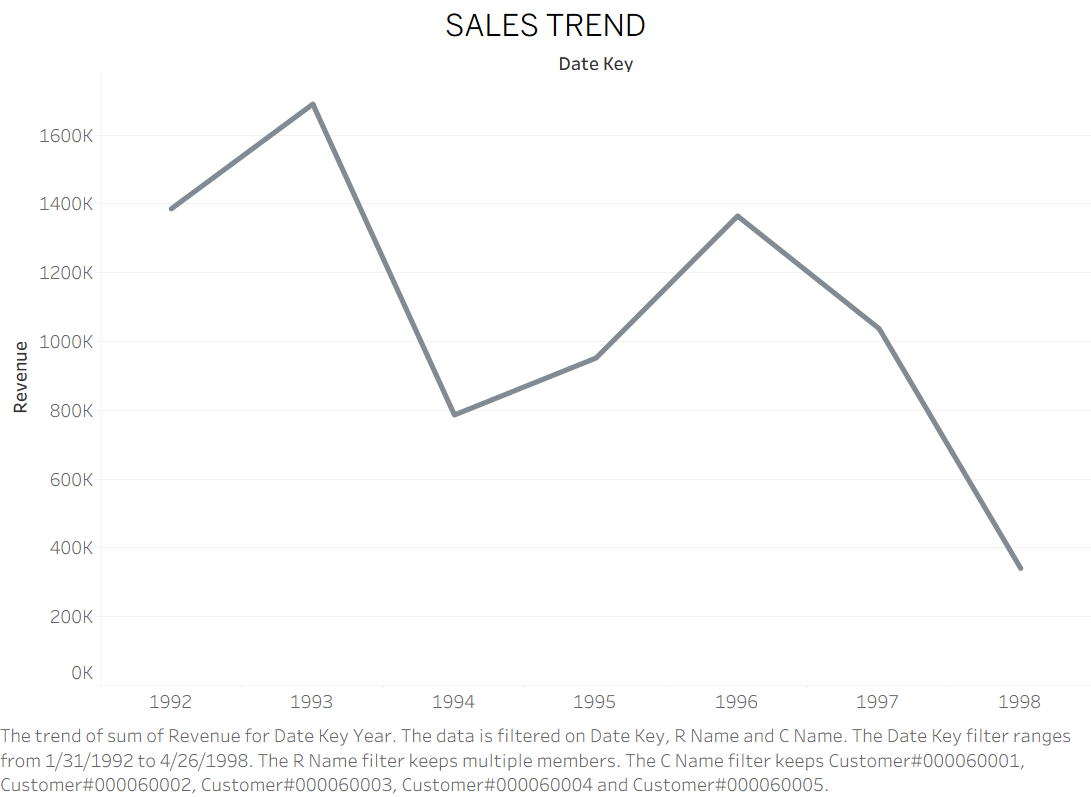 SALES TREND
Date Key
Revenue
1600K
1400K
1200K
1000K
800K
600K
400K
200K
0K
1992 1993 1994 1995 1996 1997 1998
The trend of sum of Revenue for Date Key Year. The data is filtered on Date Key, R Name and C Name. The Date Key filter ranges
from 1/31/1992 to 4/26/1998. The R Name filter keeps multiple members. The C Name filter keeps Customer#000060001,
Customer#000060002, Customer#000060003, Customer#000060004 and Customer#000060005.